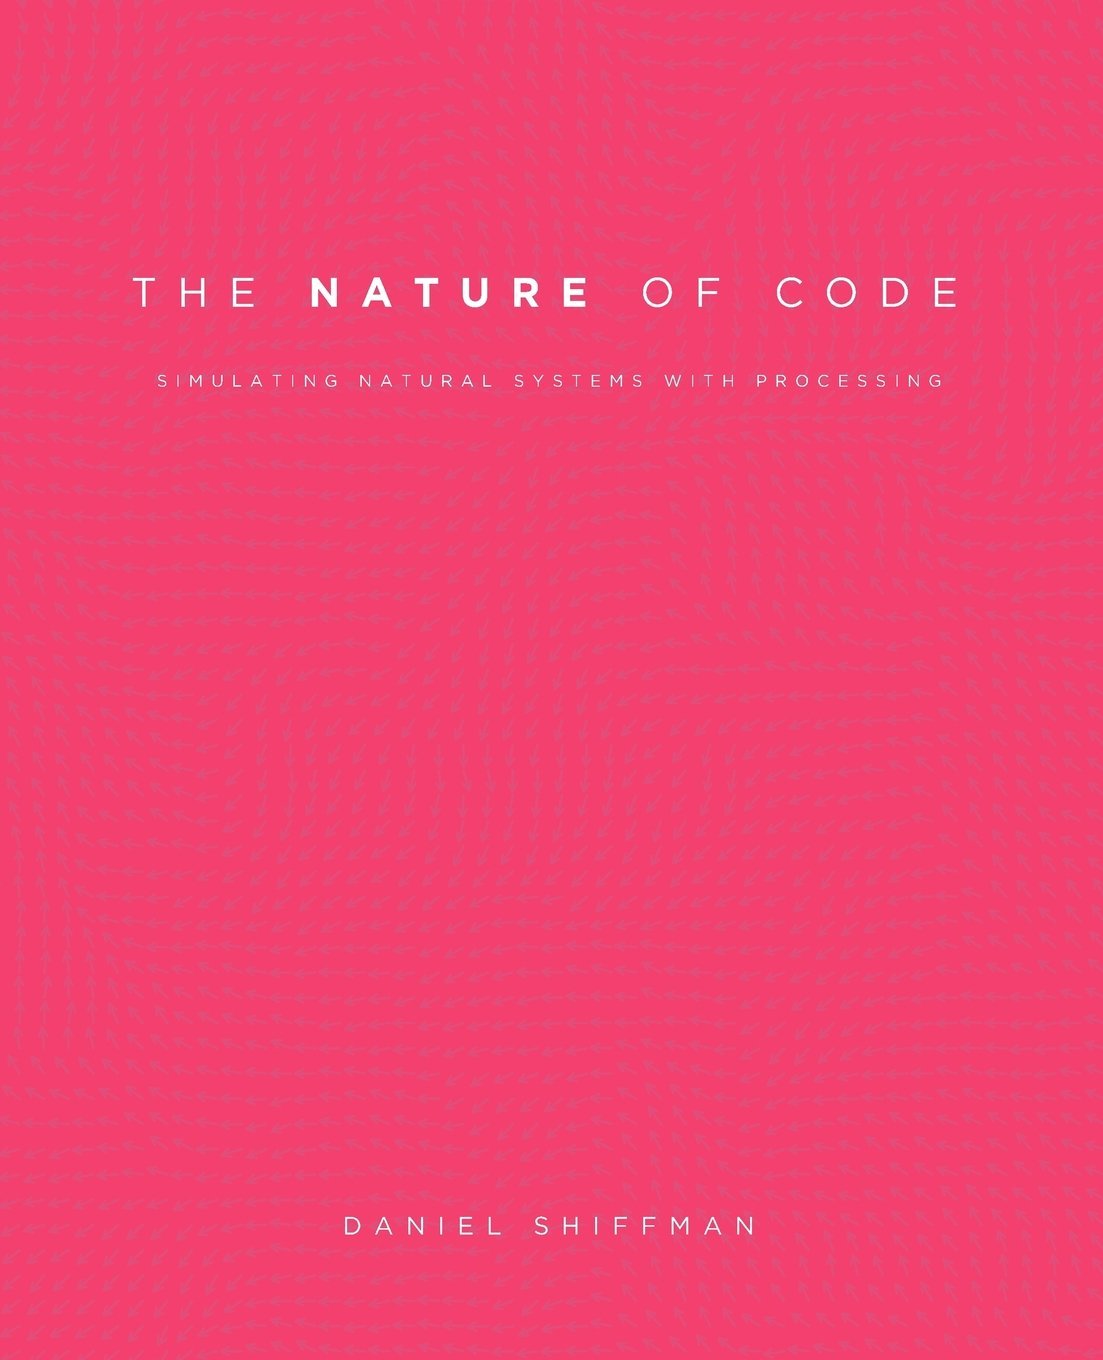 THE NATURE OF CODE
SIMULATING NATURAL SYSTEMS WITH PROCESSING
DANIEL SHIFFMAN